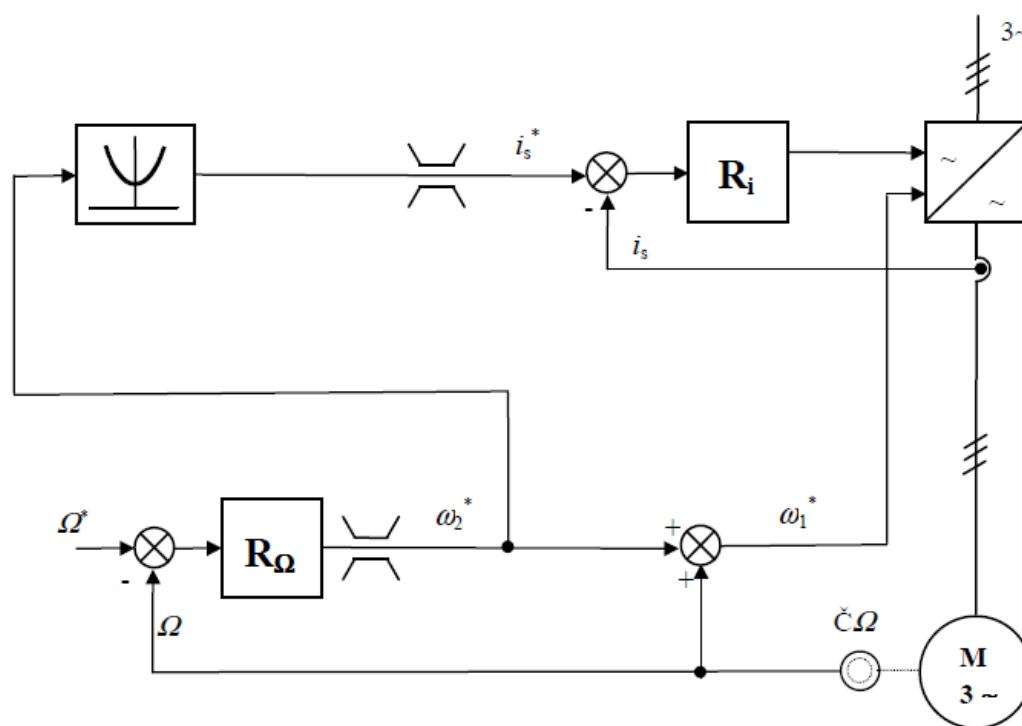 3~
i_s^*
R_i
~
~
-
i_s
Ω^*
R_Ω
ω_2^*
+
ω_1^*
+
-
Ω
ČΩ
M
3 ~